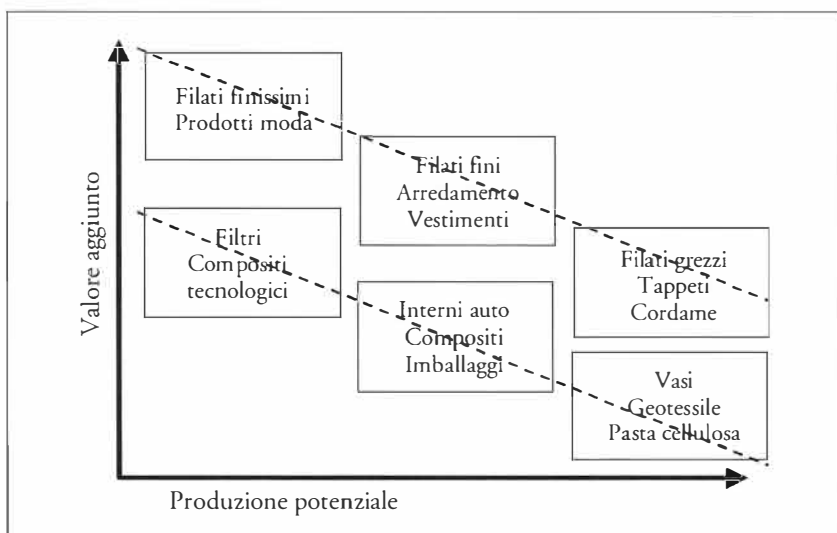 Filati finissimi
Prodotti moda
Filati fini
Arredamento
Vestimenti
Filati grezzi
Tappeti
Cordame
Filtri
Compositi
tecnologici
Interni auto
Compositi
Imballaggi
Vasi
Geotessile
Pasta cellulosa
Valore aggiunto
Produzione potenziale